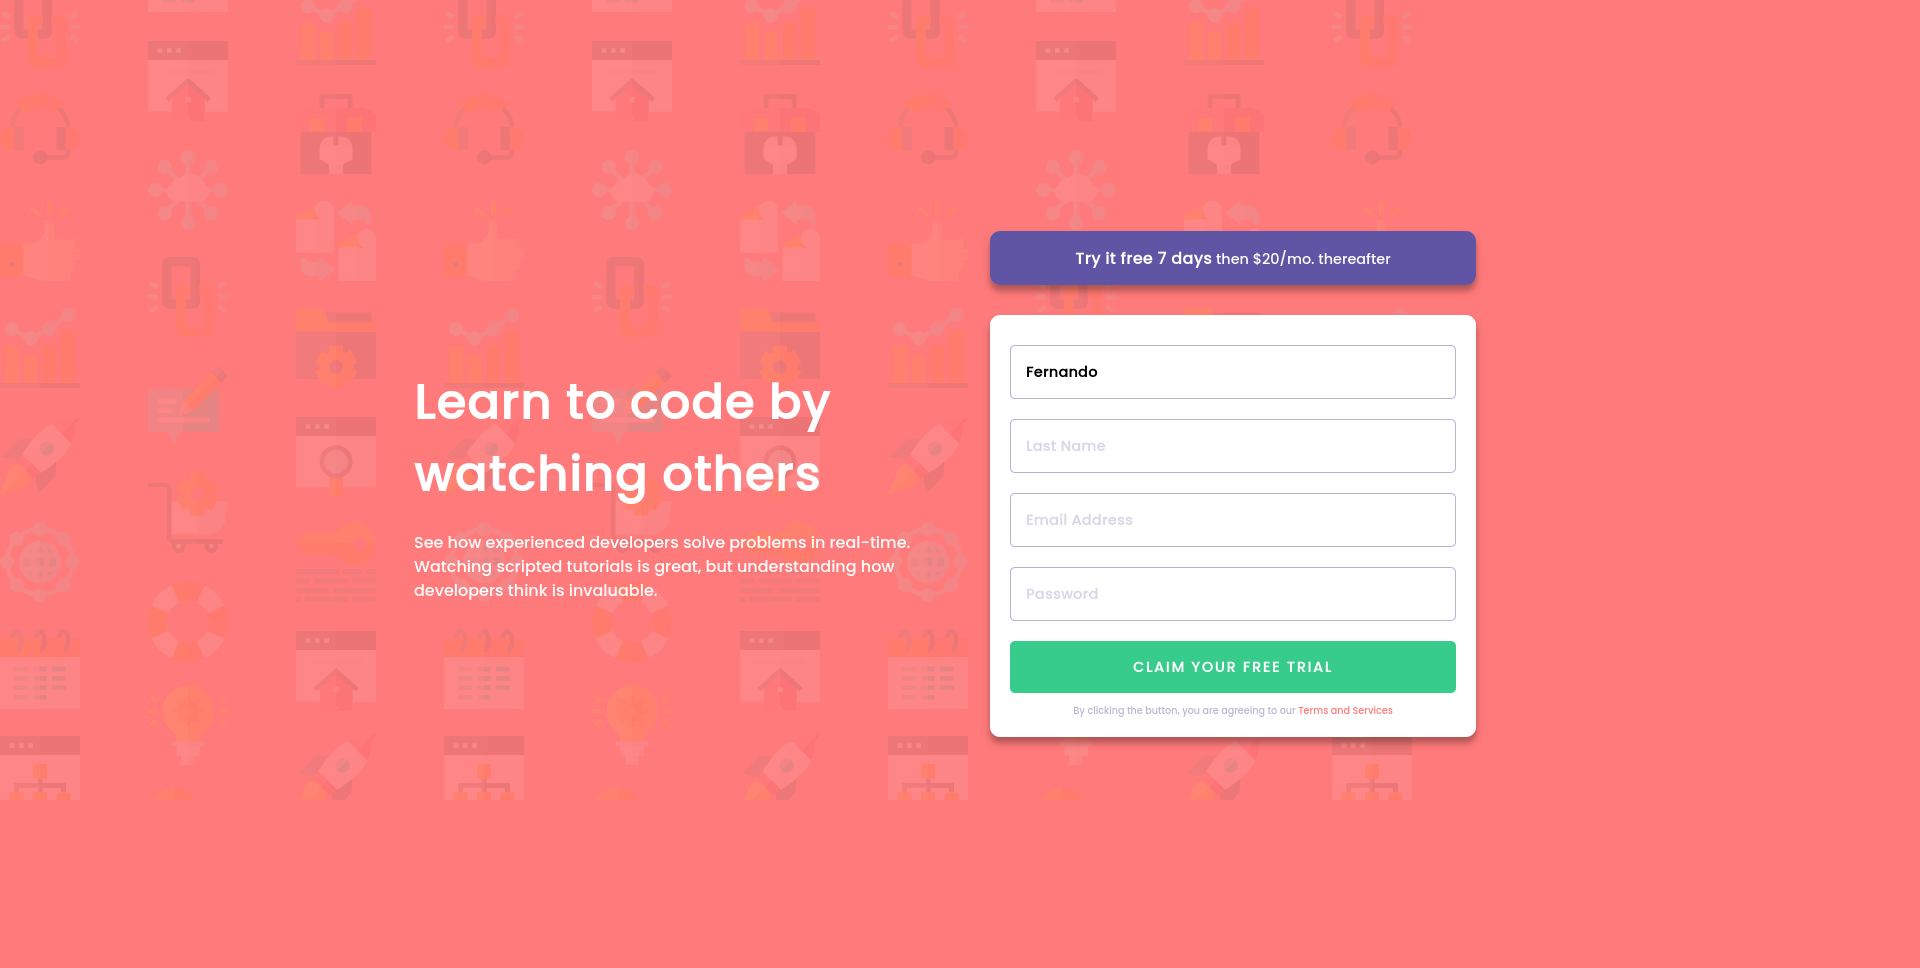 Learn to code by
watching others
See how experienced developers solve problems in real-time.
Watching scripted tutorials is great, but understanding how
developers think is invaluable.
Try it free 7 days then $20/mo. thereafter
Fernando
Last Name
Email Address
Password
CLAIM YOUR FREE TRIAL
By clicking the button, you are agreeing to our Terms and Services